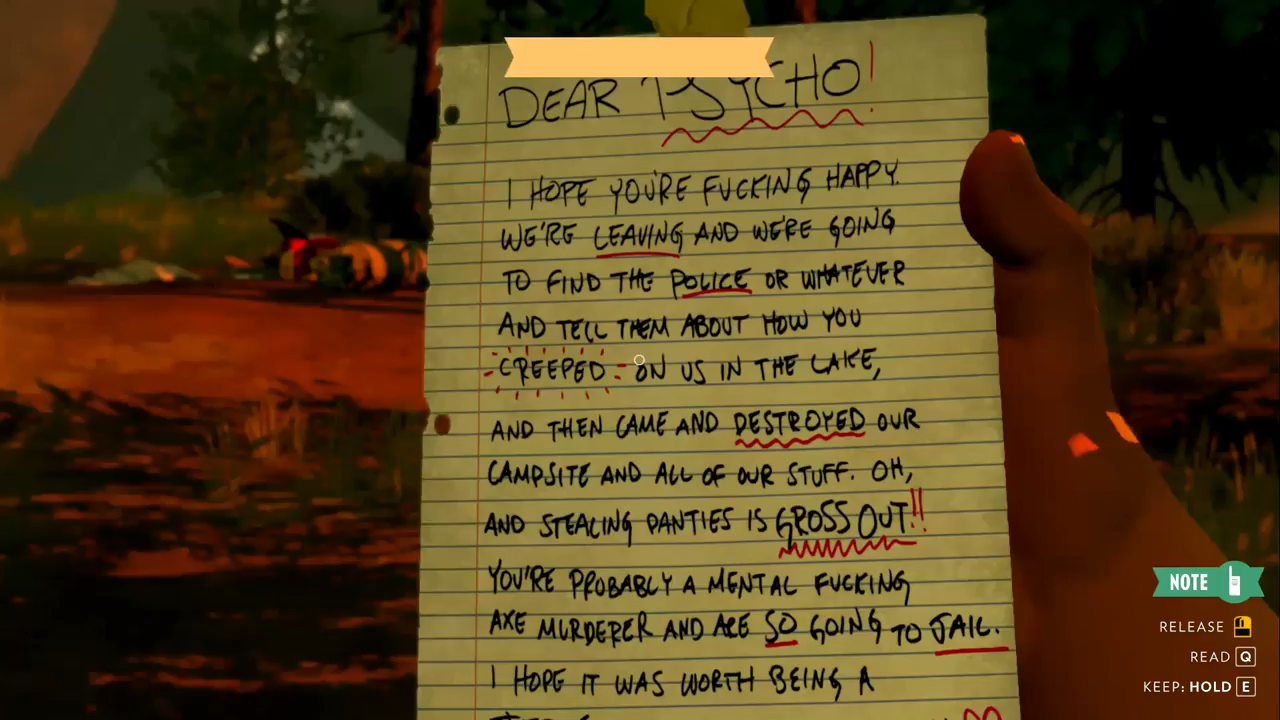 DEAR PSYCHO!
I HOPE YOU'RE FUCKING HAPPY.
WE'RE LEAVING AND WE'RE GOING
TO FIND THE POLICE OR WHATEVER
AND TELL THEM ABOUT HOW YOU
CREEPED ON US IN THE LAKE,
AND THEN CAME AND DESTROYED OUR
CAMPSITE AND ALL OF OUR STUFF. OH,
AND STEALING PANTIES IS GROSS OUT!!
YOU'RE PROBABLY A MENTAL FUCKING
AXE MURDERER AND ARE SO GOING TO JAIL.
I HOPE IT WAS WORTH BEING A
NOTE
RELEASE
READ Q
KEEP: HOLD E